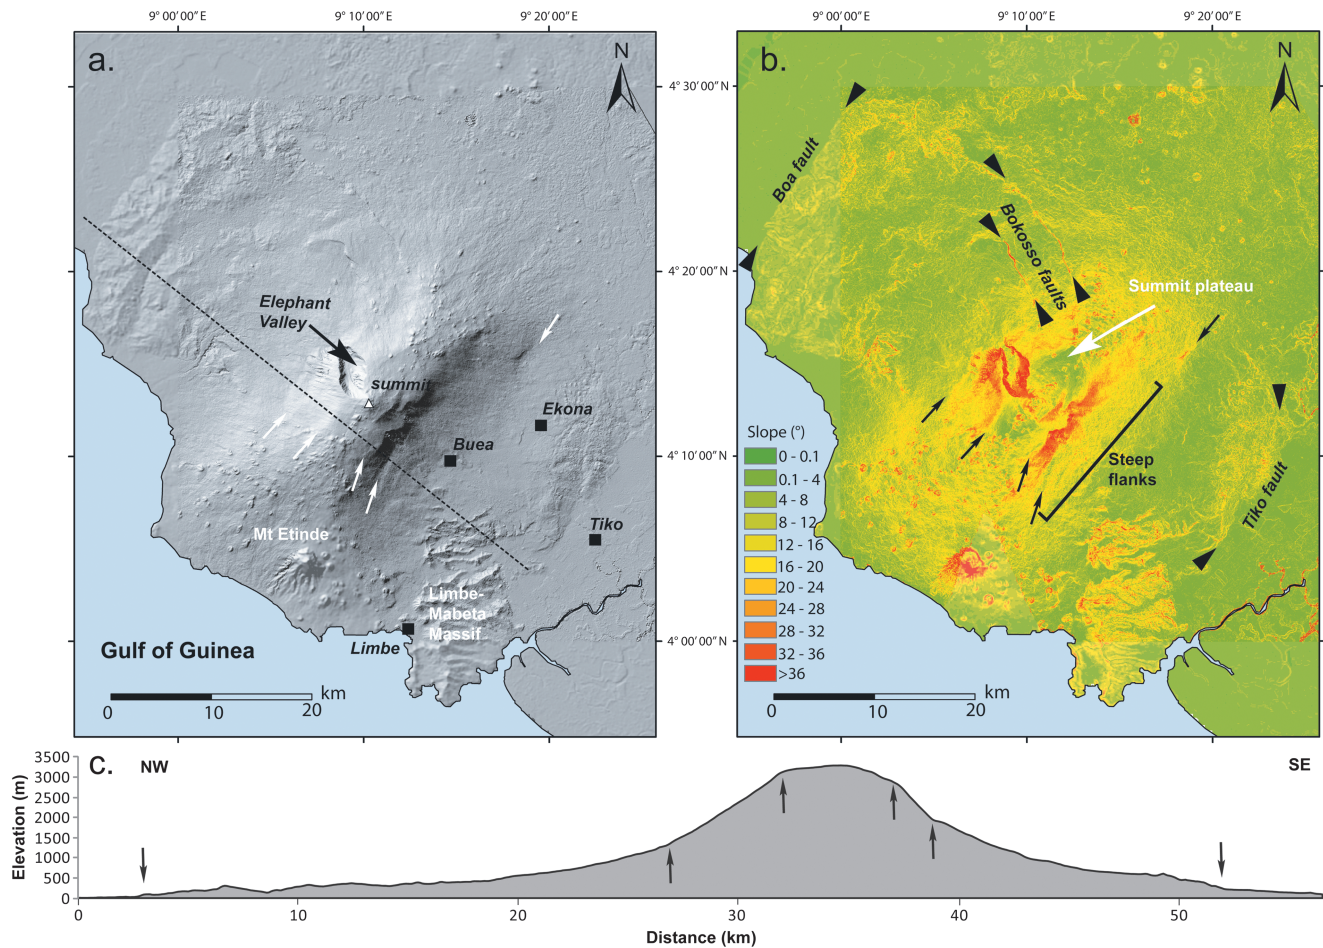 9° 00′ 00″ E
9° 10′ 00″ E
9° 20′ 00″ E
a.
N
Elephant
Valley
summit
Ekona
Buea
Tiko
Mt Etinde
Limbe-
Mabeta
Massif
Limbe
Gulf of Guinea
km
0
10
20
4° 30′ 00″ N
4° 20′ 00″ N
4° 10′ 00″ N
4° 00′ 00″ N
9° 00′ 00″ E
9° 10′ 00″ E
9° 20′ 00″ E
b.
N
Boa fault
Bokosso faults
Summit plateau
Steep
flanks
Tiko fault
Slope (°)
0 - 0.1
0.1 - 4
4 - 8
8 - 12
12 - 16
16 - 20
20 - 24
24 - 28
28 - 32
32 - 36
>36
km
0
10
20
c.
NW
SE
Elevation (m)
3500
3000
2500
2000
1500
1000
500
0
0
10
20
30
40
50
Distance (km)